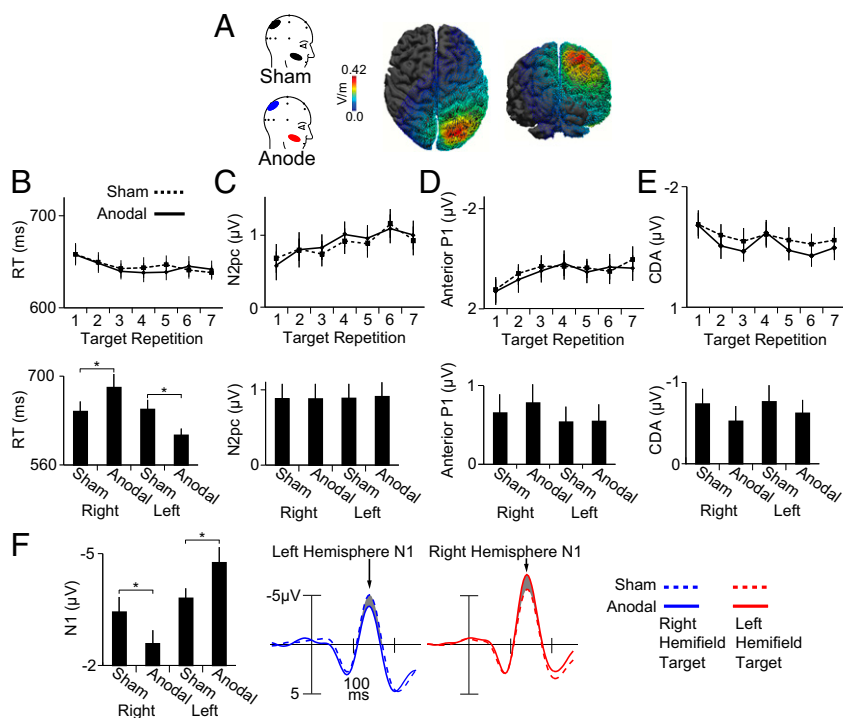 A
Sham
Anode
V/m
0.42
0.0
B
Sham
Anodal
RT (ms)
700
600
1 2 3 4 5 6 7
Target Repetition
C
N2pc (µV)
1
0
1 2 3 4 5 6 7
Target Repetition
D
Anterior P1 (µV)
-2
2
1 2 3 4 5 6 7
Target Repetition
E
CDA (µV)
-2
1
1 2 3 4 5 6 7
Target Repetition
RT (ms)
700
560
*
*
Sham Anodal Sham Anodal
Right Left
N2pc (µV)
1
0
Sham Anodal Sham Anodal
Right Left
Anterior P1 (µV)
1
0
Sham Anodal Sham Anodal
Right Left
CDA (µV)
-1
0
Sham Anodal Sham Anodal
Right Left
F
N1 (µV)
-5
-2
*
*
Sham Anodal Sham Anodal
Right Left
Left Hemisphere N1
-5µV
5
100
ms
Right Hemisphere N1
Sham
Anodal
Right
Hemifield
Target
Left
Hemifield
Target